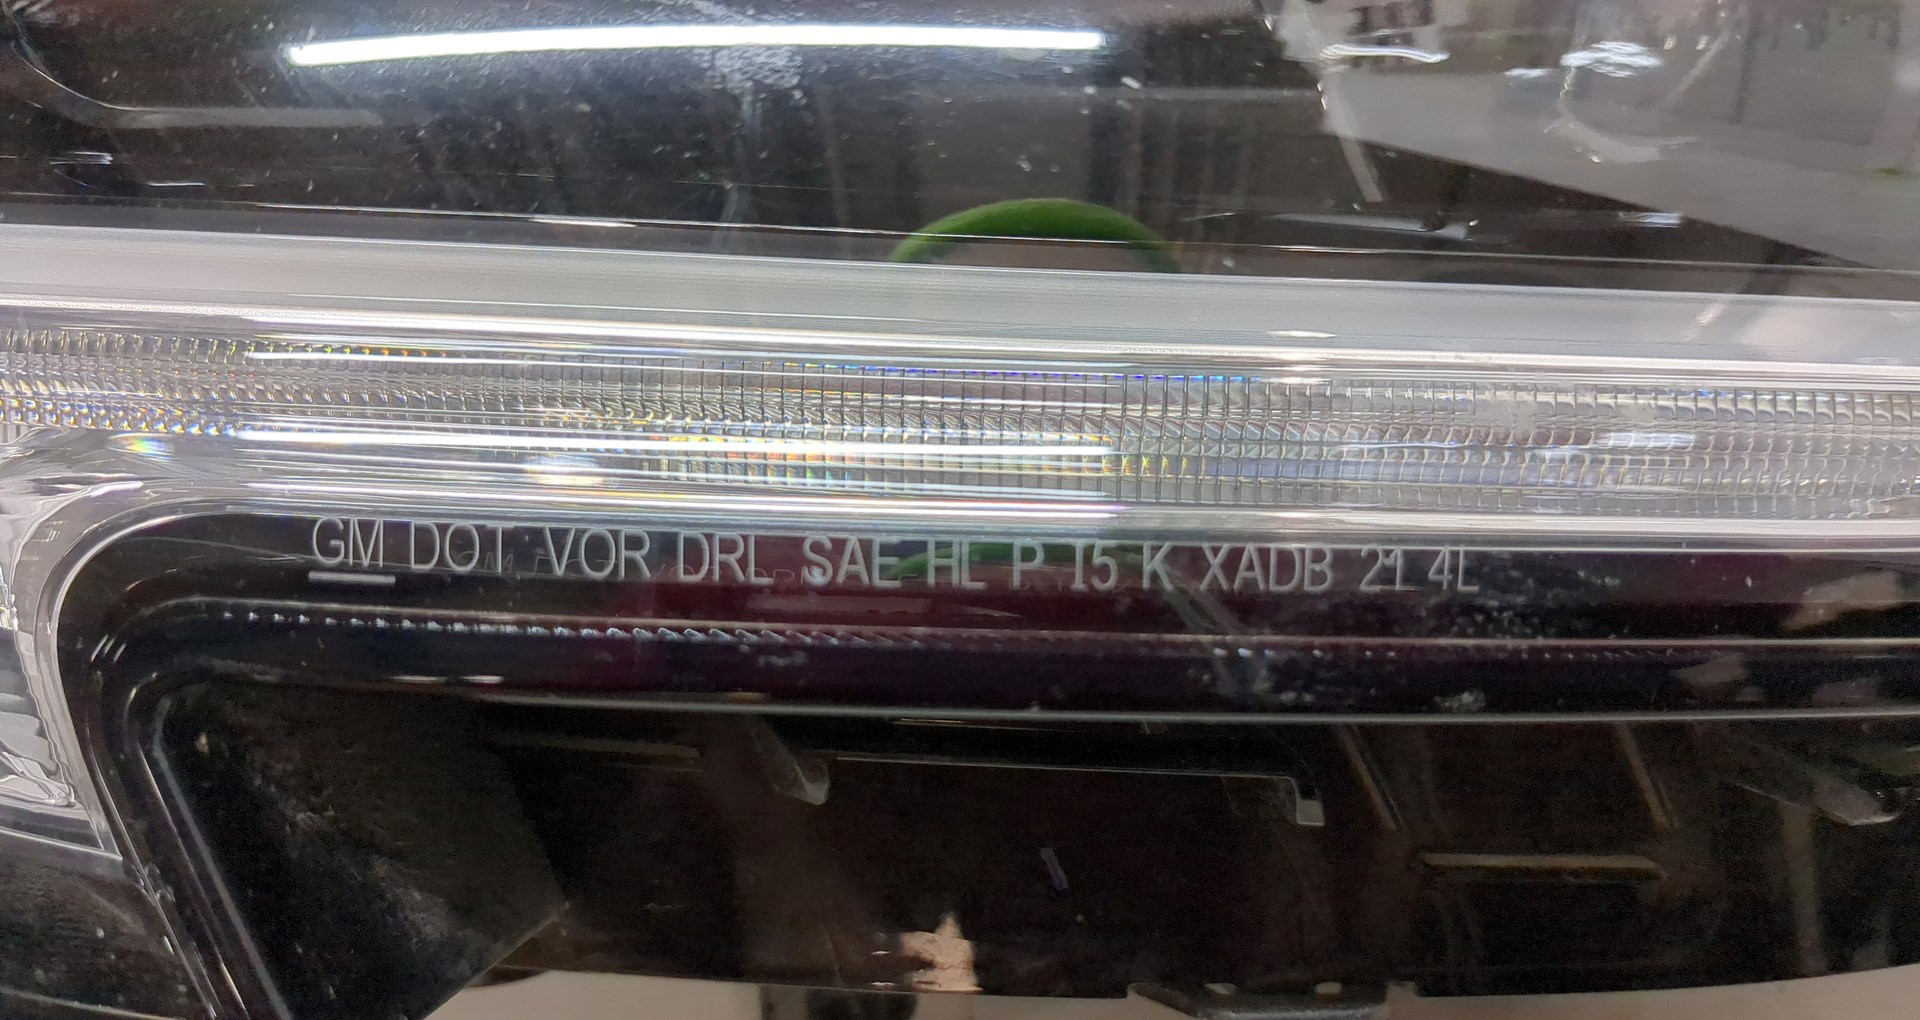 GM DOT VOR DRL SAE HL P I5 K XADB 21 4L